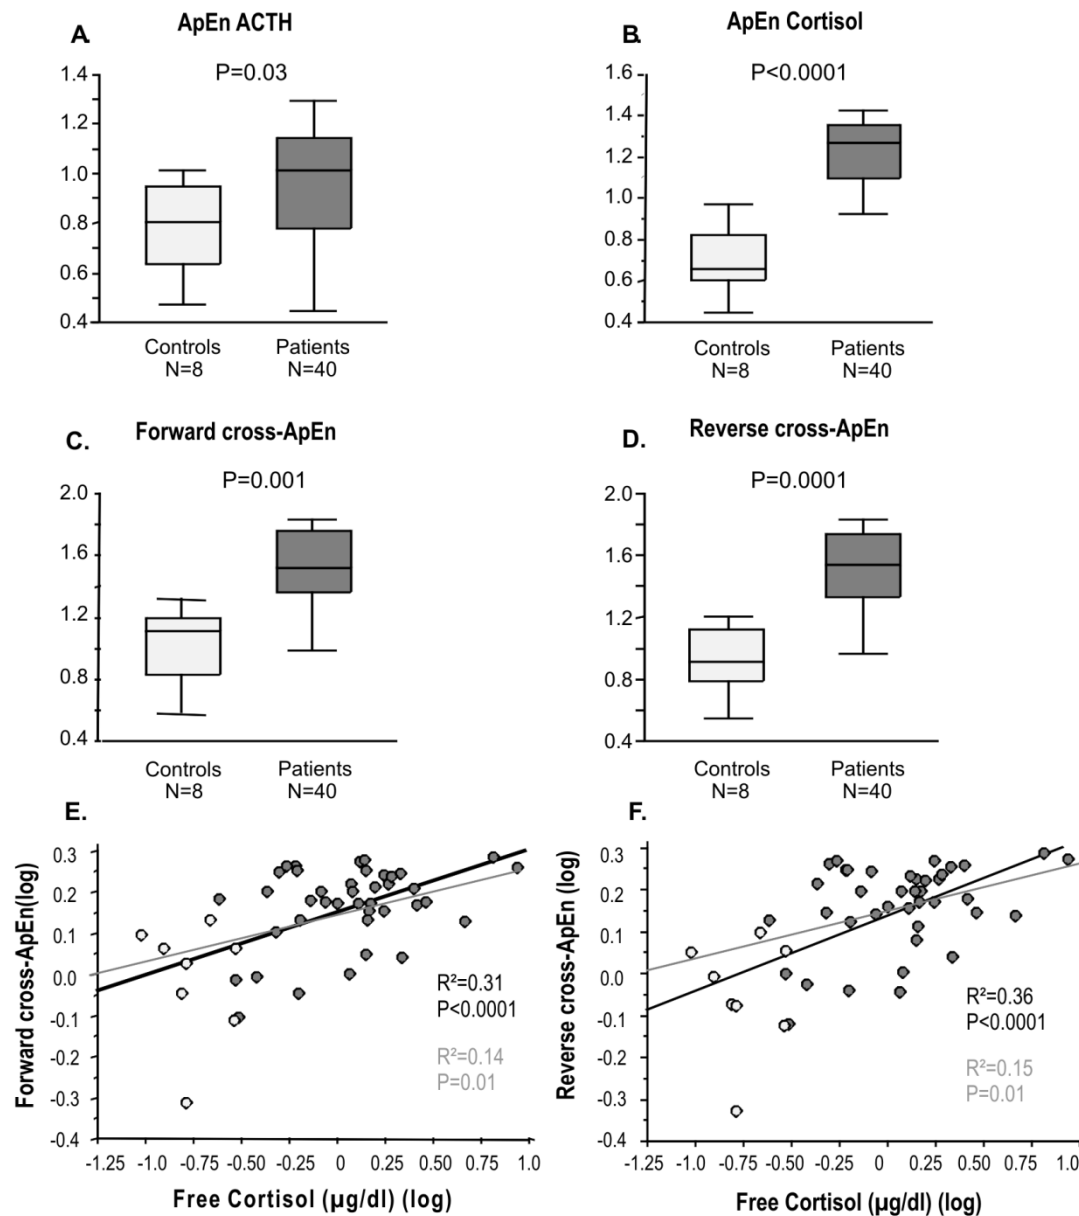 A.
ApEn ACTH
P=0.03
1.4
1.2
1.0
0.8
0.6
0.4
Controls
N=8
Patients
N=40
B.
ApEn Cortisol
P<0.0001
1.6
1.4
1.2
1.0
0.8
0.6
0.4
Controls
N=8
Patients
N=40
C.
Forward cross-ApEn
P=0.001
2.0
1.6
1.2
0.8
0.4
Controls
N=8
Patients
N=40
D.
Reverse cross-ApEn
P=0.0001
2.0
1.6
1.2
0.8
0.4
Controls
N=8
Patients
N=40
E.
Forward cross-ApEn(log)
0.3
0.2
0.1
0.0
-0.1
-0.2
-0.3
-0.4
R²=0.31
P<0.0001
R²=0.14
P=0.01
-1.25 -1.0 -0.75 -0.50 -0.25 0 0.25 0.50 0.75 1.0
Free Cortisol (µg/dl) (log)
F.
Reverse cross-ApEn (log)
0.3
0.2
0.1
0.0
-0.1
-0.2
-0.3
-0.4
R²=0.36
P<0.0001
R²=0.15
P=0.01
-1.25 -1.0 -0.75 -0.50 -0.25 0 0.25 0.50 0.75 1.0
Free Cortisol (µg/dl) (log)